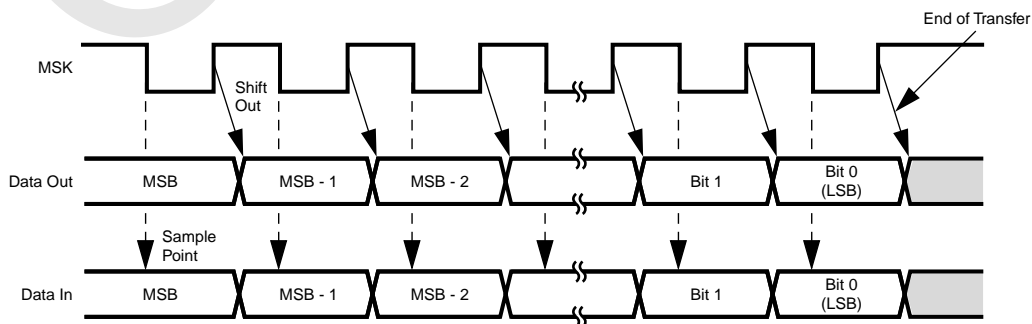 End of Transfer
MSK
Shift
Out
Data Out
MSB
MSB - 1
MSB - 2
Bit 1
Bit 0
(LSB)
Sample
Point
Data In
MSB
MSB - 1
MSB - 2
Bit 1
Bit 0
(LSB)